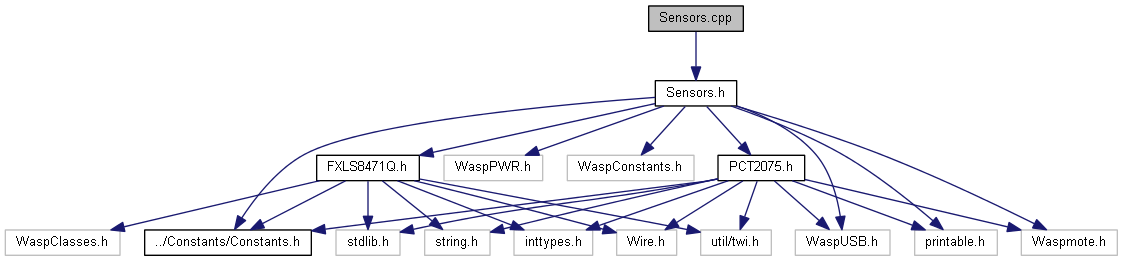 Sensors.cpp
Sensors.h
FXLS8471Q.h
WaspPWR.h
WaspConstants.h
PCT2075.h
WaspClasses.h
../Constants/Constants.h
stdlib.h
string.h
inttypes.h
Wire.h
util/twi.h
WaspUSB.h
printable.h
Waspmote.h